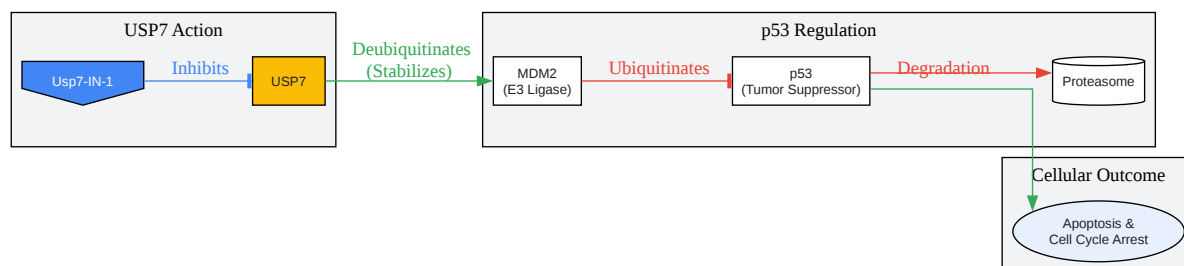 USP7 Action
p53 Regulation
Usp7-IN-1
Inhibits
USP7
Deubiquitinates
(Stabilizes)
MDM2
(E3 Ligase)
Ubiquitinates
p53
(Tumor Suppressor)
Degradation
Proteasome
Cellular Outcome
Apoptosis &
Cell Cycle Arrest